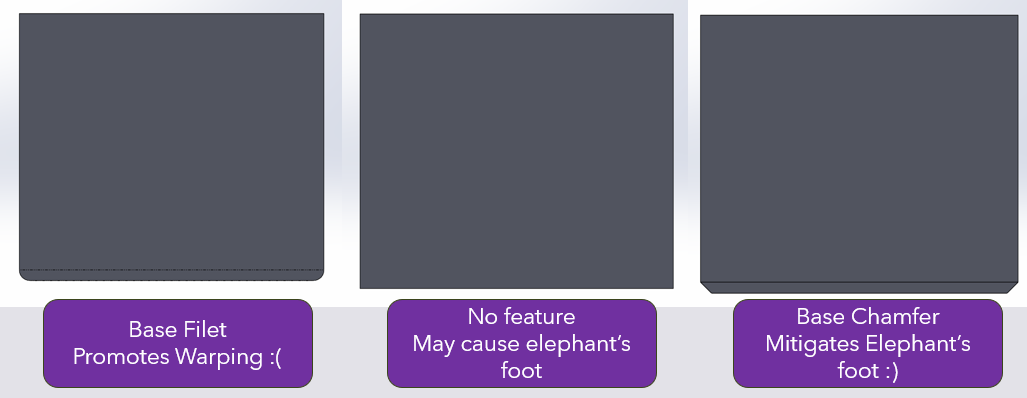 Base Filet
Promotes Warping :(
No feature
May cause elephant's
foot
Base Chamfer
Mitigates Elephant's
foot :)